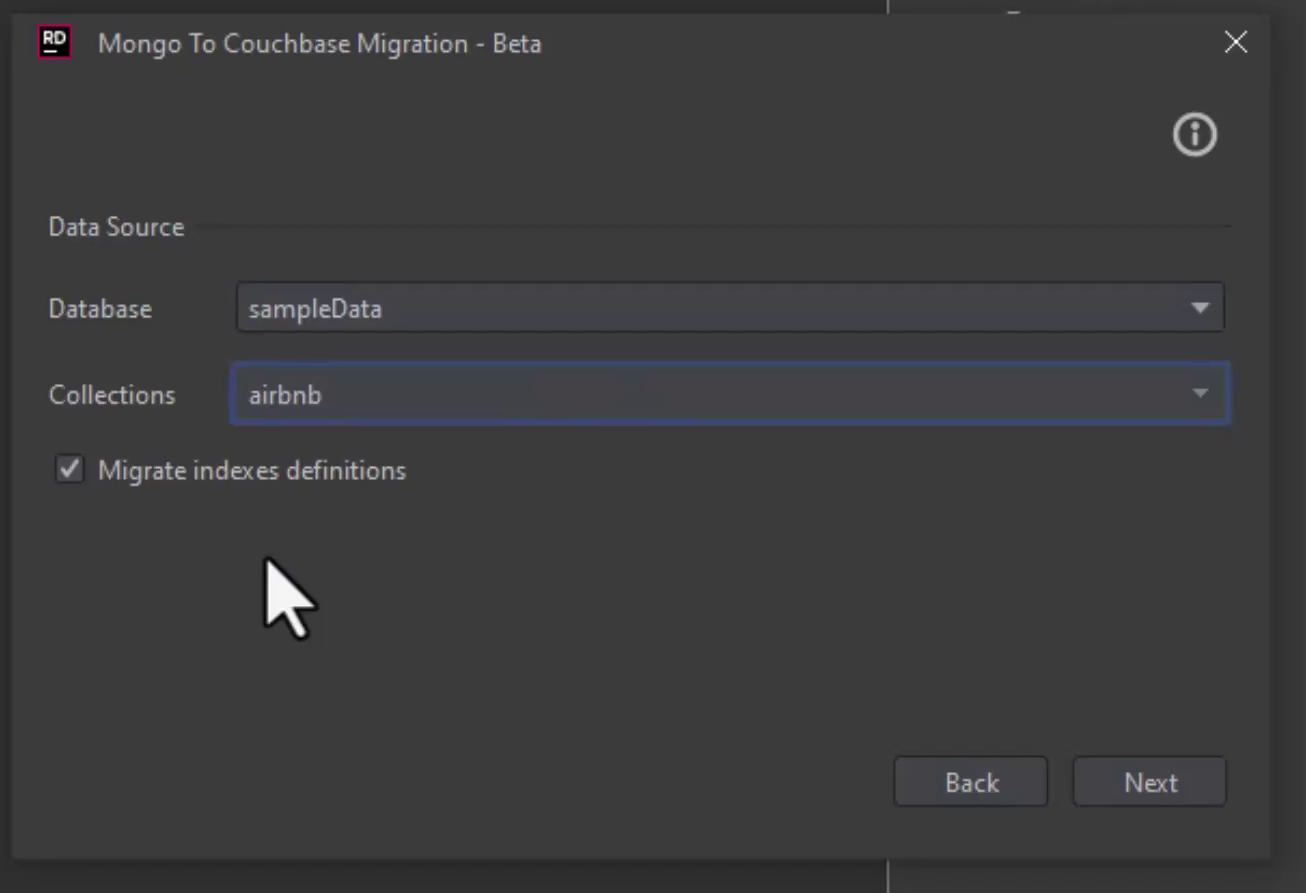 RD
Mongo To Couchbase Migration - Beta
Data Source
Database
sampleData
Collections
airbnb
Migrate indexes definitions
Back
Next